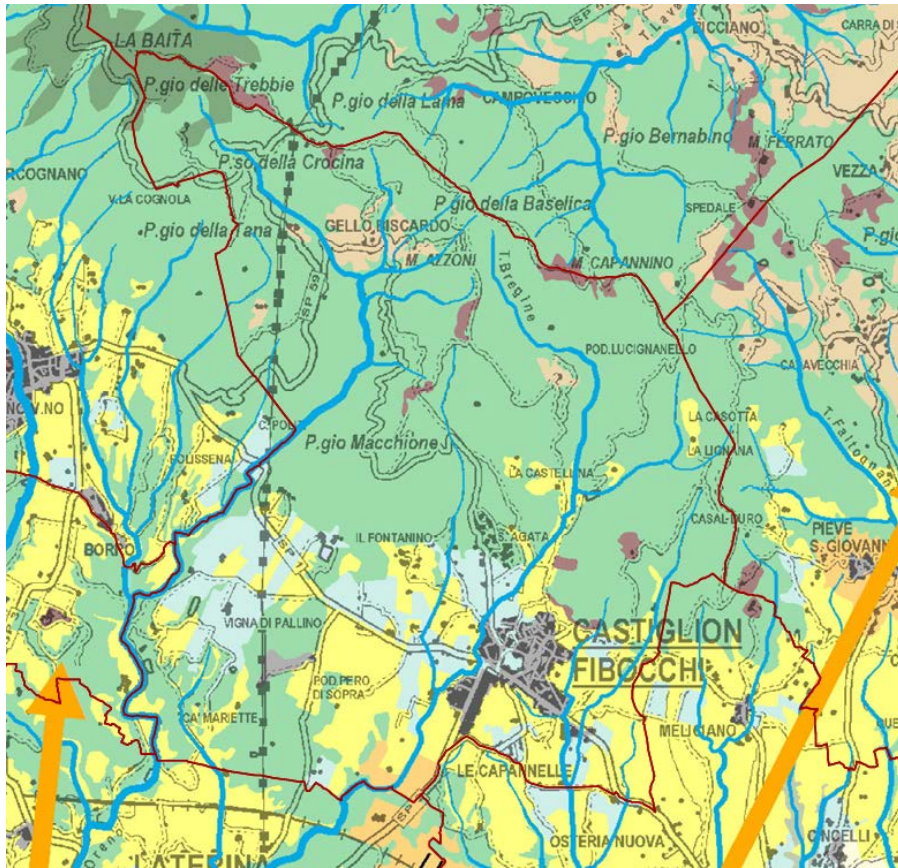 LA BAITA
P.gio delle Trebbie
P.gio della Lama
CAMPOVECCHIO
CARRA DI
P.gio Bernabino
M. FERRATO
P.so della Crocina
VEZZA
V.LA COGNOLA
P.gio della Baselica
SPEDALE
P.gio della Tana
GELLO BISCARDO
P.gio
M. AZZONI
M. CAPANNINO
T.Bregine
SP 59
POD.LUCIGNANELLO
CASAVECCHIA
LA CASOTTA
P.gio Macchione
POLISSENA
LA LIGNANA
LA CASTELLINA
CASAL DURO
PIEVE
S. GIOVANN
BORRO
IL FONTANINO
S. AGATA
VIGNA DI PALLINO
CASTIGLION
FIBOCCHI
POD.PERO
DI SOPRA
CA' MARIETTE
MELICIANO
LE CAPANNELLE
OSTERIA NUOVA
CINCELLI
LATERINA